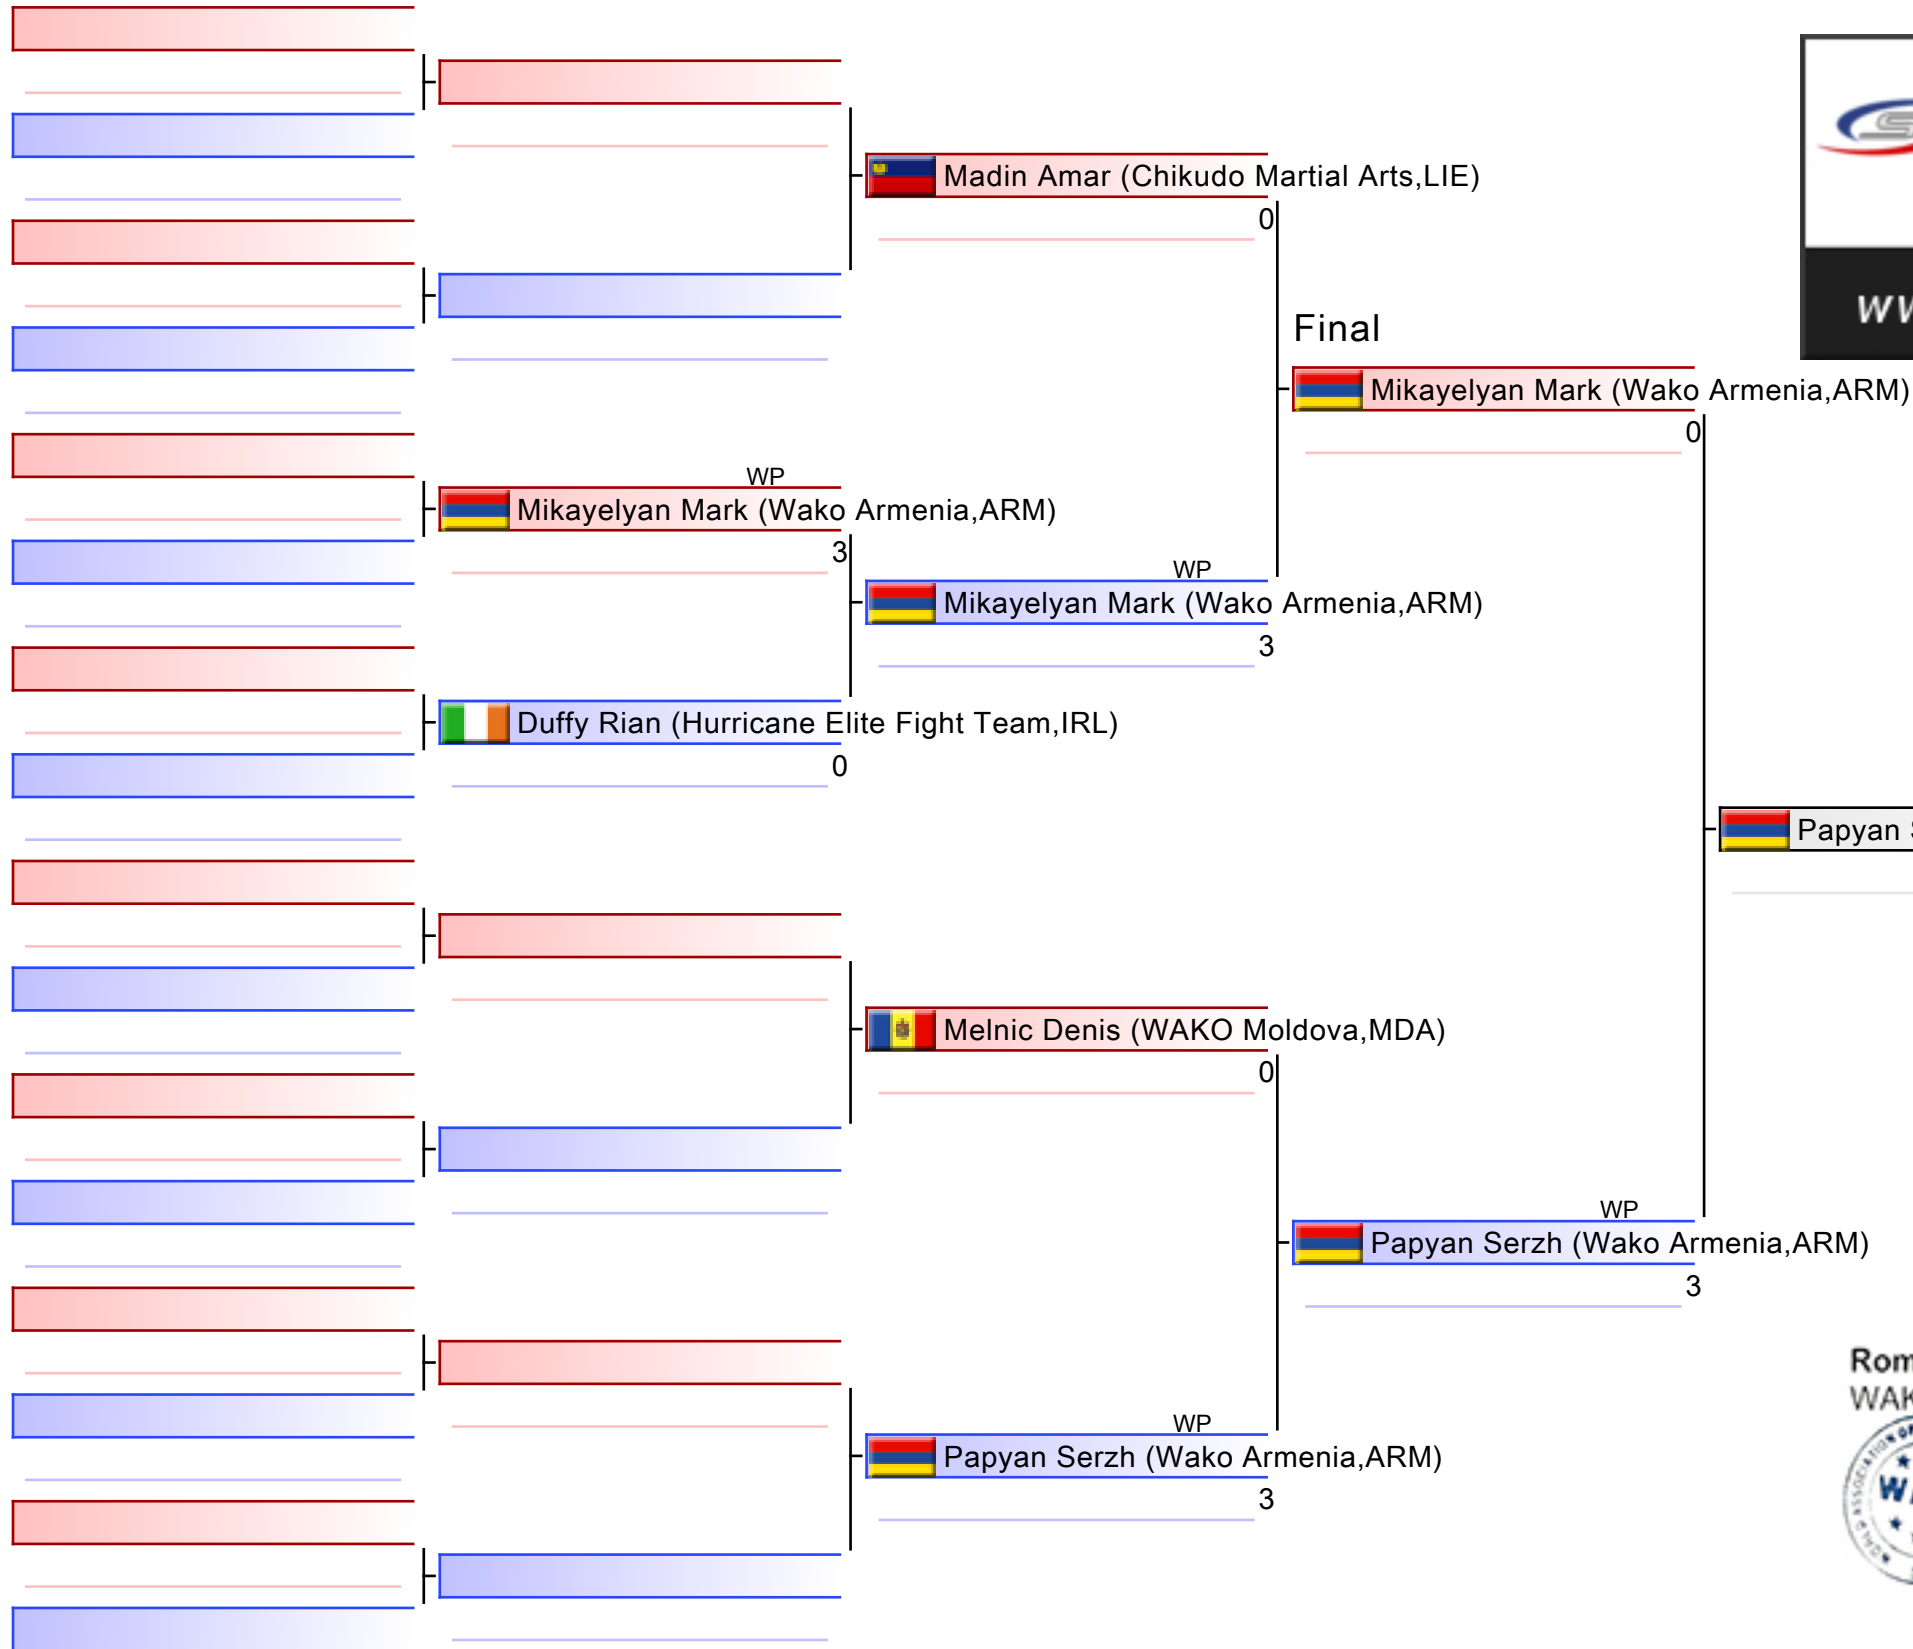 Madin Amar (Chikudo Martial Arts,LIE)
0
Final
Mikayelyan Mark (Wako Armenia,ARM)
0
WP
Mikayelyan Mark (Wako Armenia,ARM)
3
WP
Mikayelyan Mark (Wako Armenia,ARM)
3
Duffy Rian (Hurricane Elite Fight Team,IRL)
0
Papyan
Melnic Denis (WAKO Moldova,MDA)
0
WP
Papyan Serzh (Wako Armenia,ARM)
3
WP
Papyan Serzh (Wako Armenia,ARM)
3